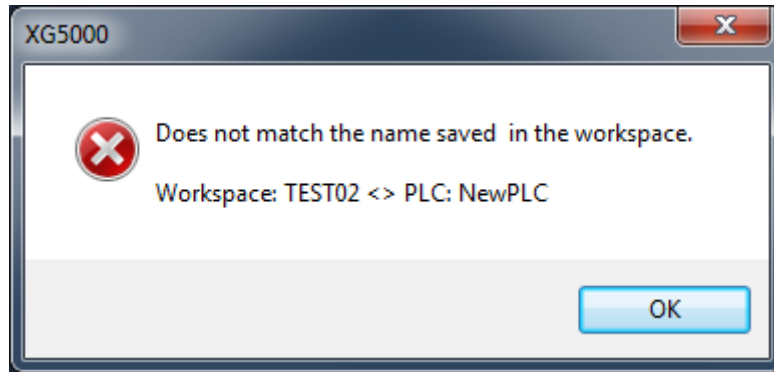 XG5000
Does not match the name saved  in the workspace.
Workspace: TEST02 <> PLC: NewPLC
OK